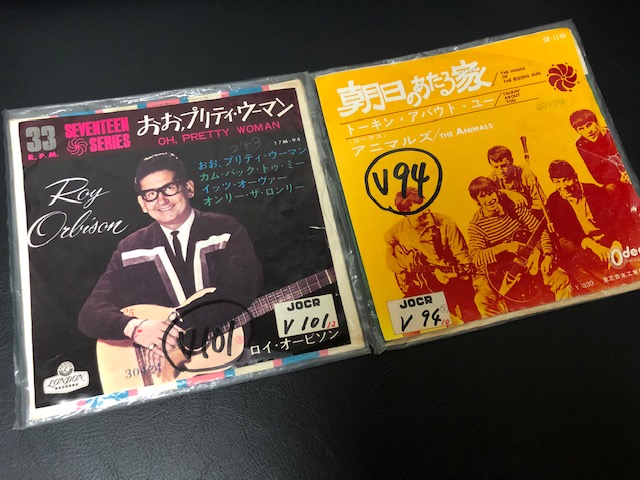 33
R.P.M.
SEVENTEEN
SERIES
おお、プリティ・ウーマン
OH, PRETTY WOMAN
17M-94
おお、プリティ・ウーマン
カム・バック・トゥ・ミー
イッツ・オーヴァー
オンリー・ザ・ロンリー
Roy
Orbison
V101
JOCR
V 101
ロイ・オービソン
London
RECORDS
朝日のあたる家
THE HOUSE
OF THE
RISING SUN
トーキン・アバウト・ユー
TALKIN'
ABOUT
YOU
アニマルズ/THE ANIMALS
V94
JOCR
V 94
Odeon